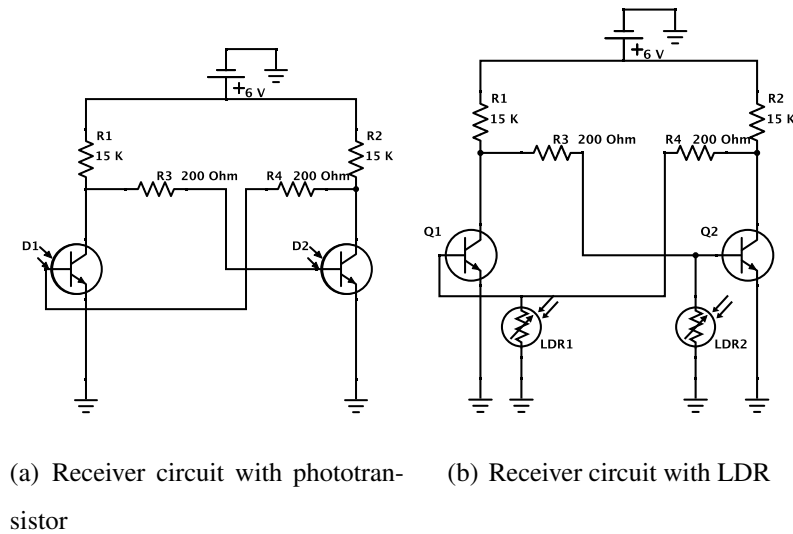 +6 V
R1
15 K
R2
15 K
R3 200 Ohm
R4 200 Ohm
D1
D2
+6 V
R1
15 K
R2
15 K
R3 200 Ohm
R4 200 Ohm
Q1
Q2
LDR1
LDR2
(a) Receiver circuit with phototran-
sistor
(b) Receiver circuit with LDR